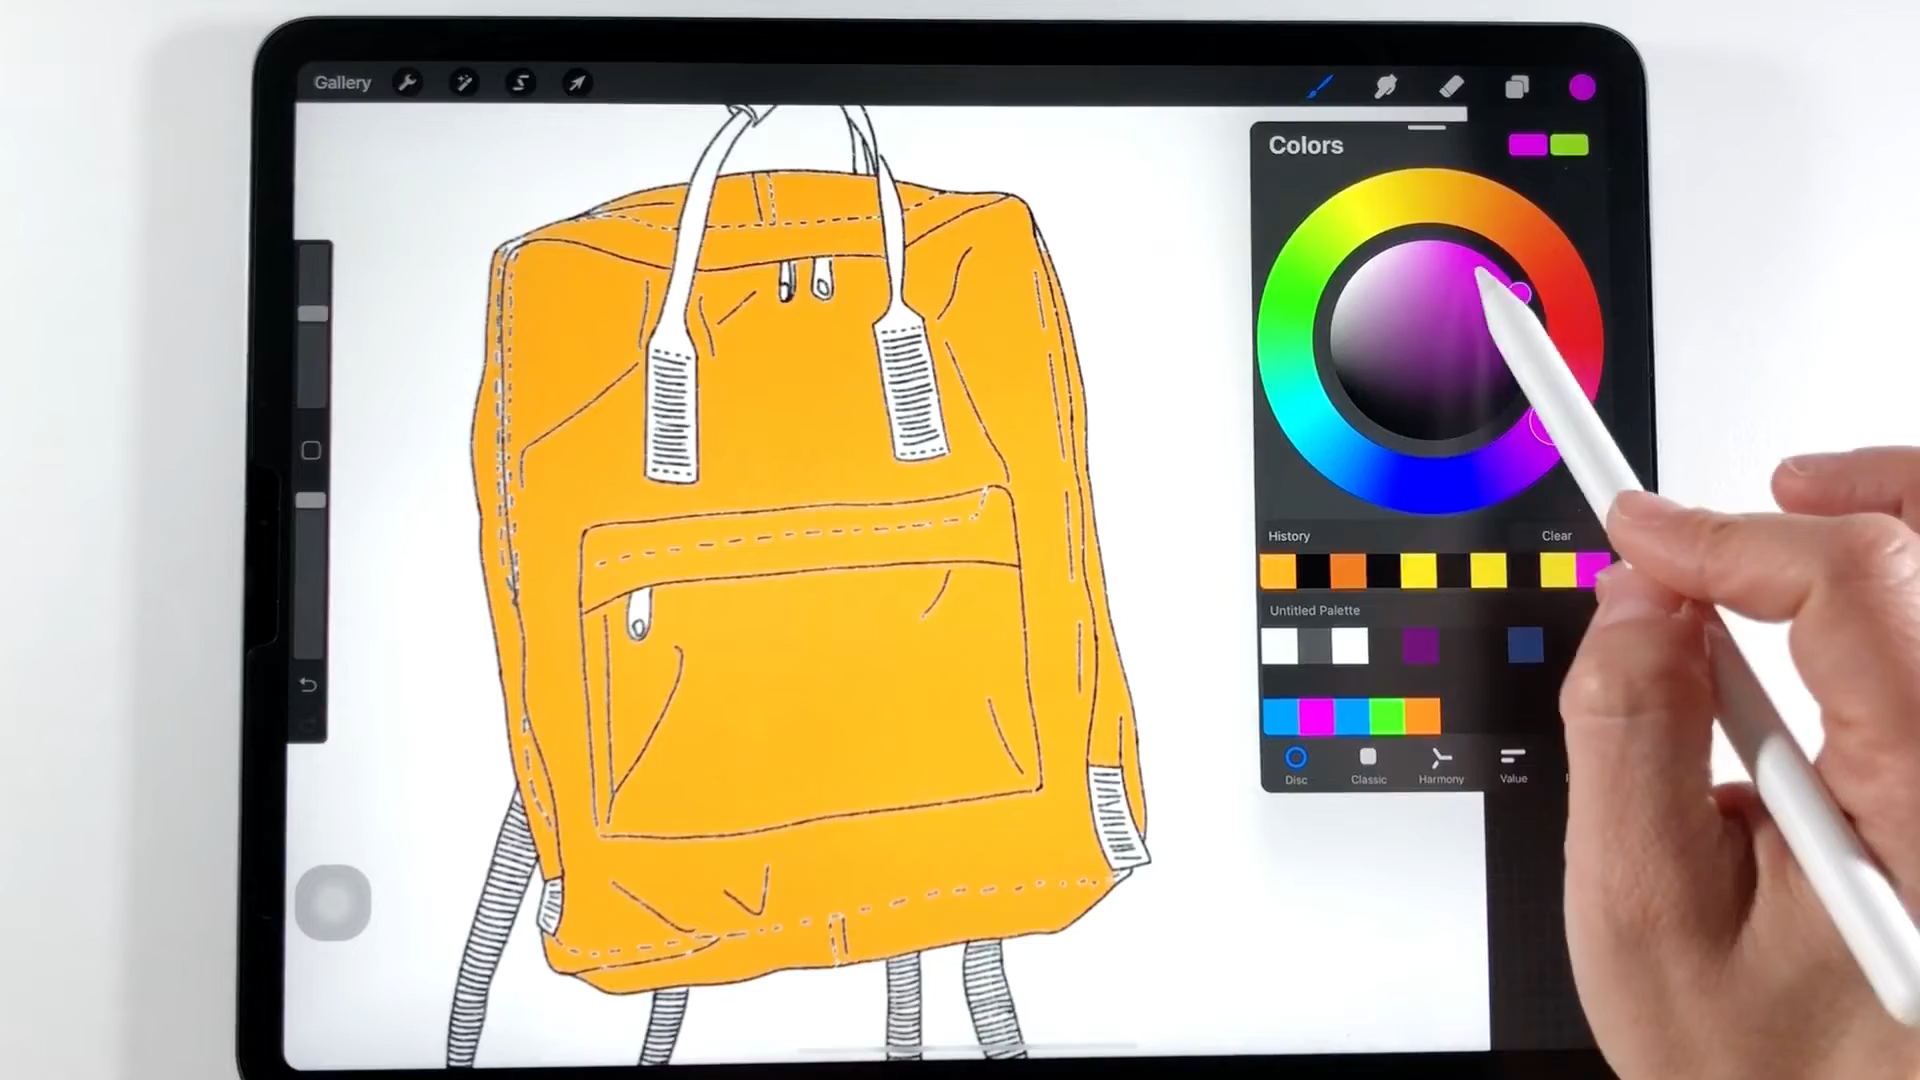 Gallery
Colors
History Clear
Untitled Palette
Disc Classic Harmony Value